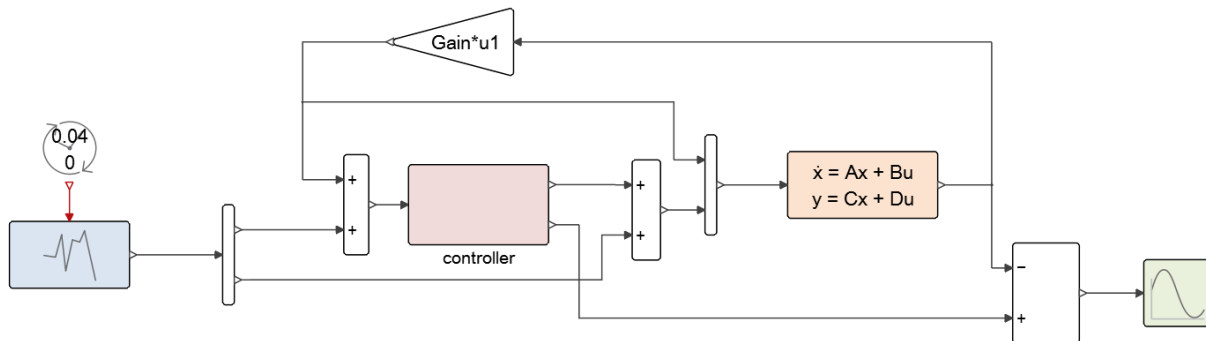 Gain*u1
0.04
0
+
+
+
+
ẋ = Ax + Bu
y = Cx + Du
controller
−
+